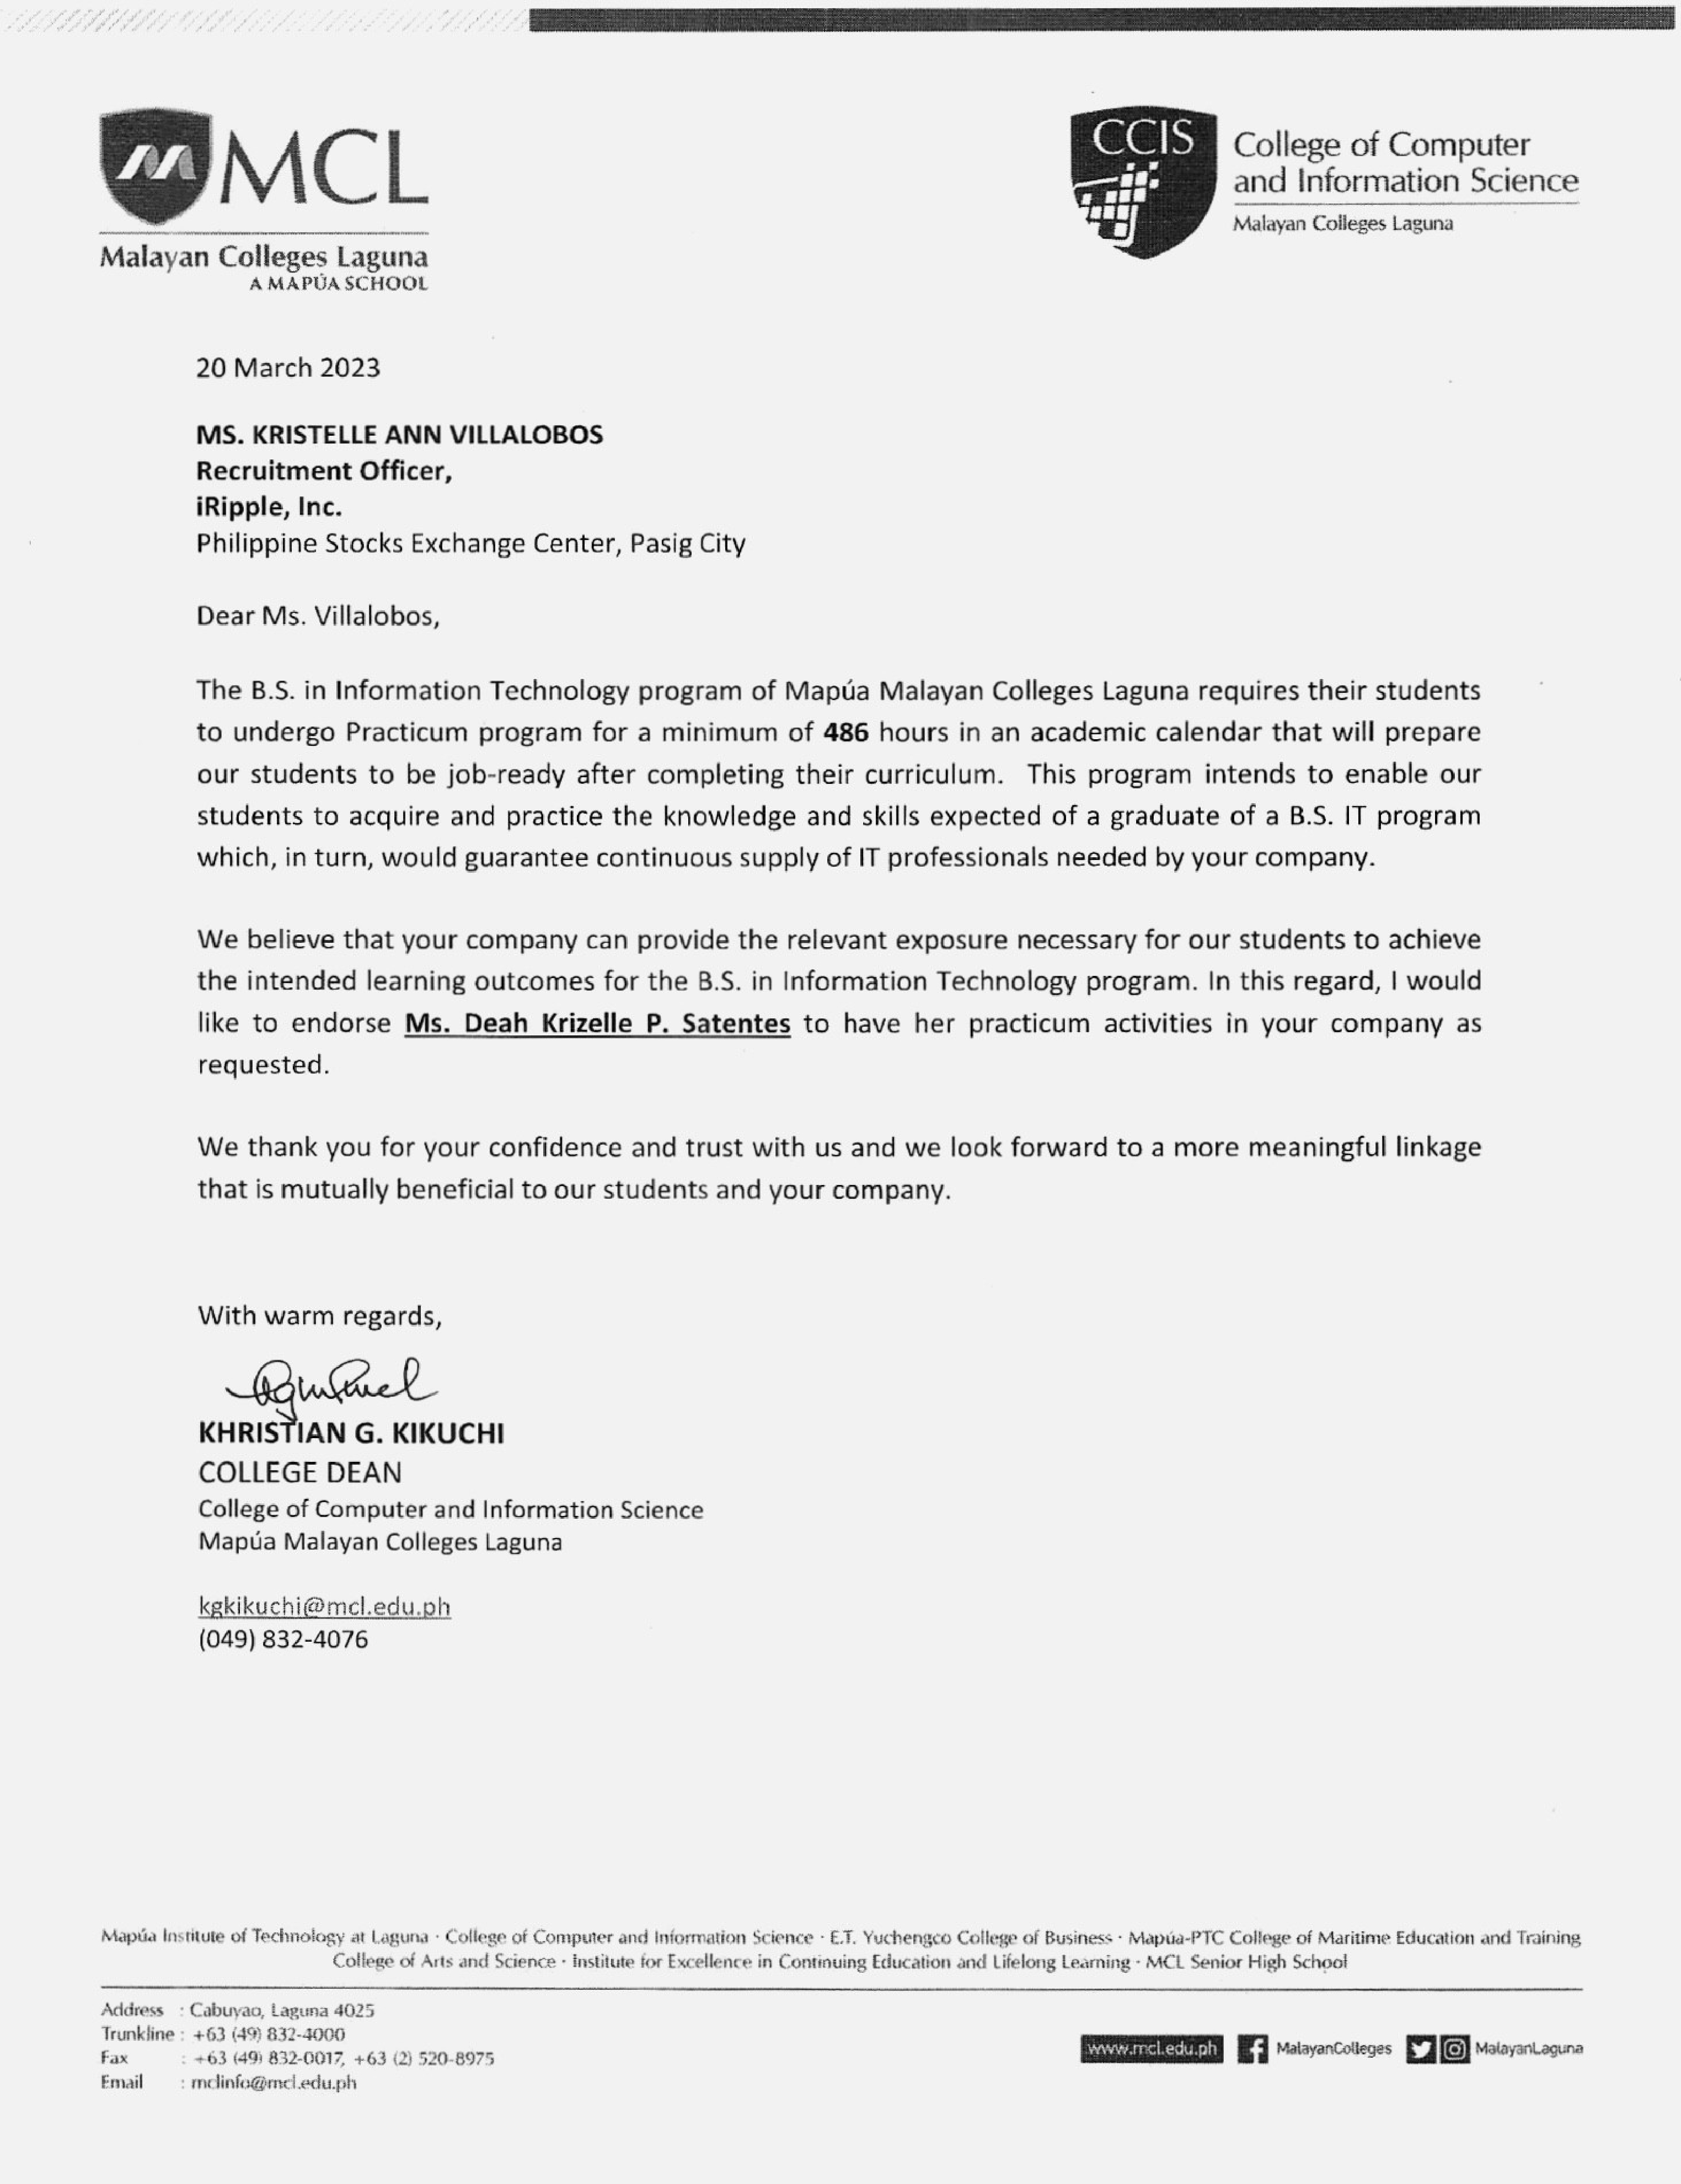 MCL
Malayan Colleges Laguna
A MAPÚA SCHOOL
CCIS
College of Computer
and Information Science
Malayan Colleges Laguna
20 March 2023
MS. KRISTELLE ANN VILLALOBOS
Recruitment Officer,
iRipple, Inc.
Philippine Stocks Exchange Center, Pasig City
Dear Ms. Villalobos,
The B.S. in Information Technology program of Mapúa Malayan Colleges Laguna requires their students
to undergo Practicum program for a minimum of 486 hours in an academic calendar that will prepare
our students to be job-ready after completing their curriculum. This program intends to enable our
students to acquire and practice the knowledge and skills expected of a graduate of a B.S. IT program
which, in turn, would guarantee continuous supply of IT professionals needed by your company.
We believe that your company can provide the relevant exposure necessary for our students to achieve
the intended learning outcomes for the B.S. in Information Technology program. In this regard, I would
like to endorse Ms. Deah Krizelle P. Satentes to have her practicum activities in your company as
requested.
We thank you for your confidence and trust with us and we look forward to a more meaningful linkage
that is mutually beneficial to our students and your company.
With warm regards,
KHRISTIAN G. KIKUCHI
COLLEGE DEAN
College of Computer and Information Science
Mapúa Malayan Colleges Laguna
kgkikuchi@mcl.edu.ph
(049) 832-4076
Mapúa Institute of Technology at Laguna · College of Computer and Information Science · E.T. Yuchengco College of Business · Mapúa-PTC College of Maritime Education and Training
College of Arts and Science · Institute for Excellence in Continuing Education and Lifelong Learning · MCL Senior High School
Address : Cabuyao, Laguna 4025
Trunkline : +63 (49) 832-4000
Fax : +63 (49) 832-0017, +63 (2) 520-8975
Email : mclinfo@mcl.edu.ph
www.mcl.edu.ph MalayanColleges MalayanLaguna